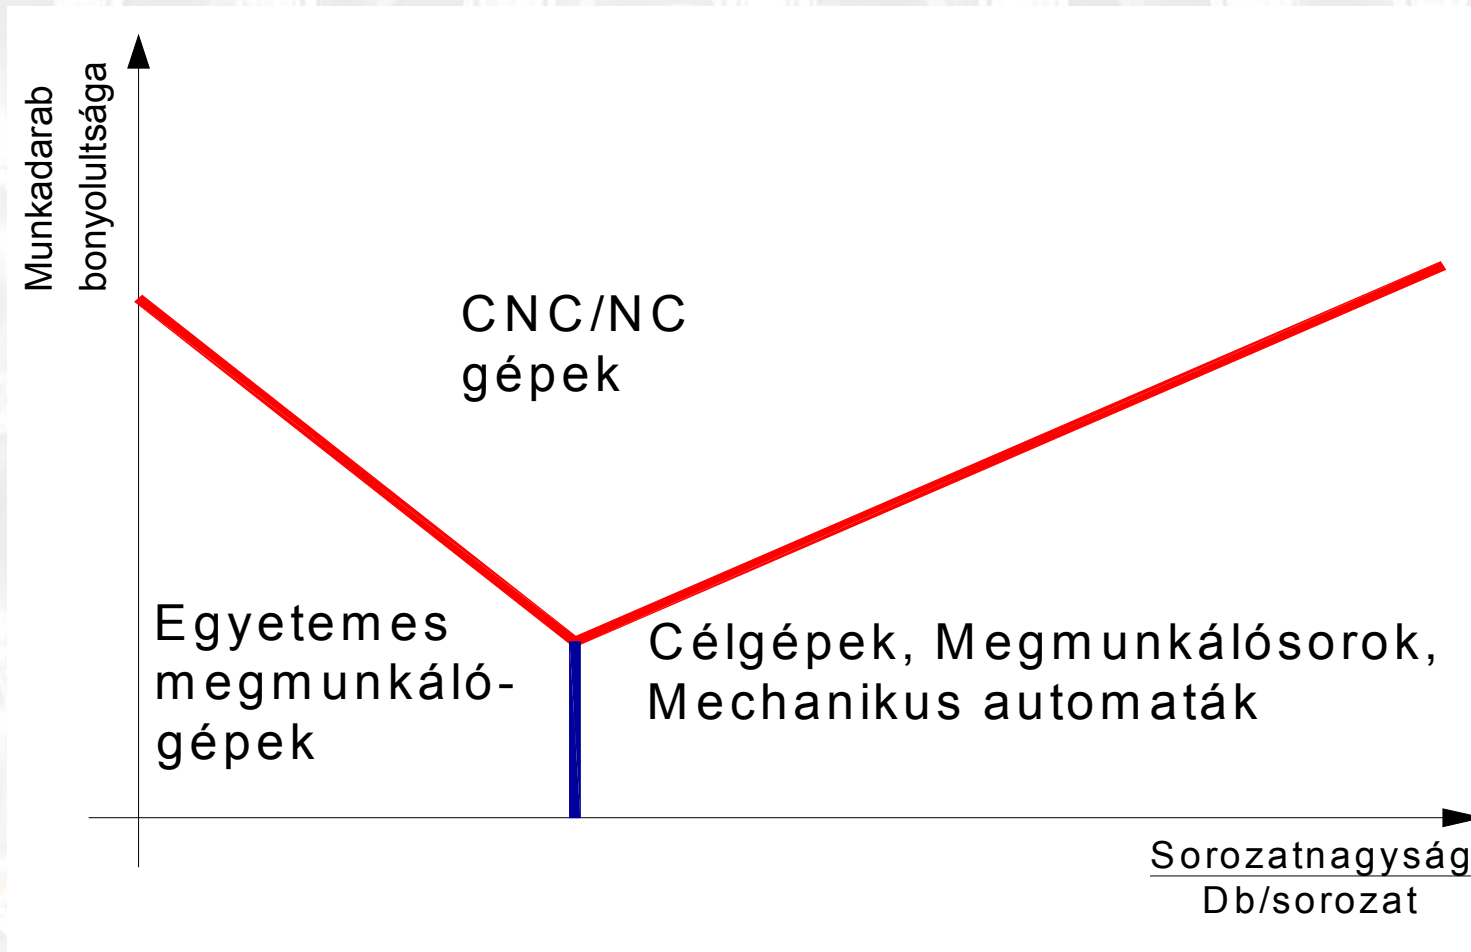 Munkadarab
bonyolultsága
CNC/NC
gépek
Egyetemes
megmunkáló-
gépek
Célgépek, Megmunkálósorok,
Mechanikus automaták
Sorozatnagyság
Db/sorozat